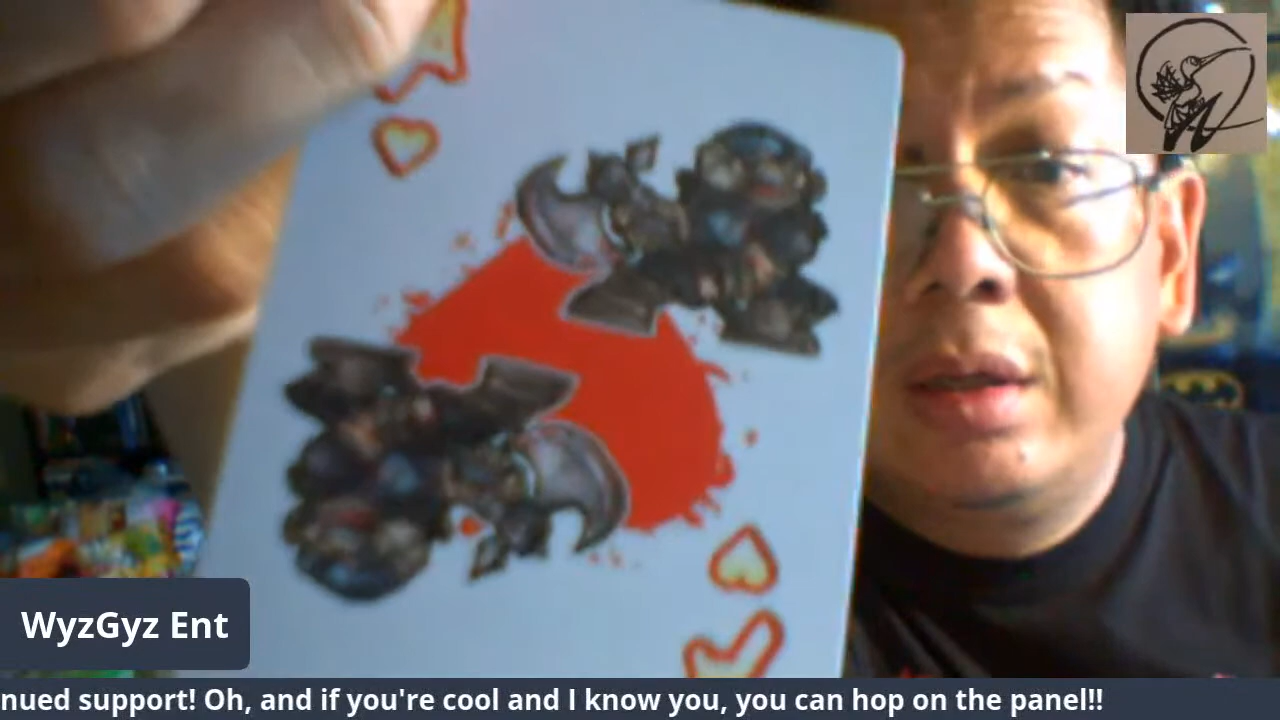 WyzGyz Ent
nued support! Oh, and if you're cool and I know you, you can hop on the panel!!